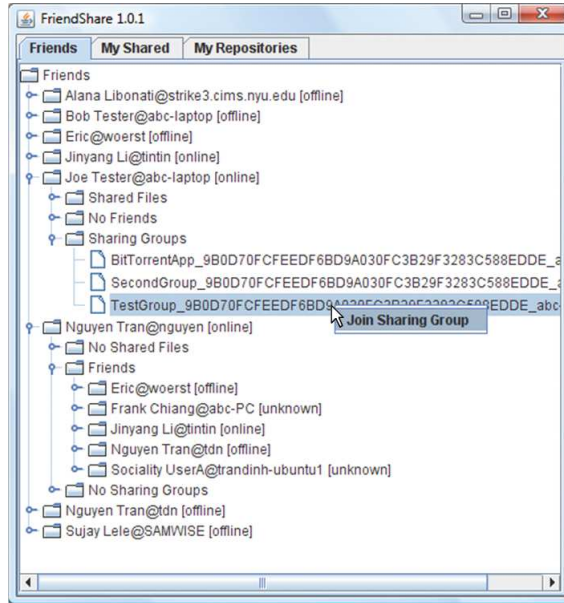 FriendShare 1.0.1
Friends My Shared My Repositories
Friends
Alana Libonati@strike3.cims.nyu.edu [offline]
Bob Tester@abc-laptop [offline]
Eric@woerst [offline]
Jinyang Li@tintin [online]
Joe Tester@abc-laptop [online]
Shared Files
No Friends
Sharing Groups
BitTorrentApp_9B0D70FCFEEDF6BD9A030FC3B29F3283C588EDDE_a
SecondGroup_9B0D70FCFEEDF6BD9A030FC3B29F3283C588EDDE_a
TestGroup_9B0D70FCFEEDF6BD9A030FC3B29F3283C588EDDE_abc-
Join Sharing Group
Nguyen Tran@nguyen [online]
No Shared Files
Friends
Eric@woerst [offline]
Frank Chiang@abc-PC [unknown]
Jinyang Li@tintin [online]
Nguyen Tran@tdn [offline]
Sociality UserA@trandinh-ubuntu1 [unknown]
No Sharing Groups
Nguyen Tran@tdn [offline]
Sujay Lele@SAMWISE [offline]